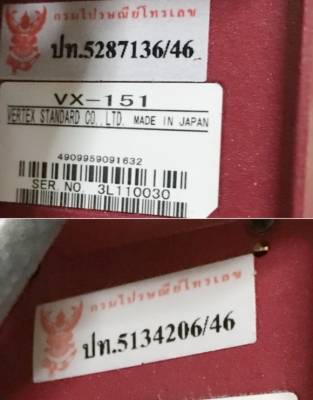 กรมไปรษณีย์โทรเลข
ปท.5287136/46
VX-151
VERTEX STANDARD CO.,LTD. MADE IN JAPAN
4909959091632
SER.NO. 3L110030
กรมไปรษณีย์โทรเลข
ปท.5134206/46